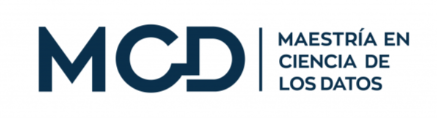 MCD
MAESTRÍA EN
CIENCIA DE
LOS DATOS